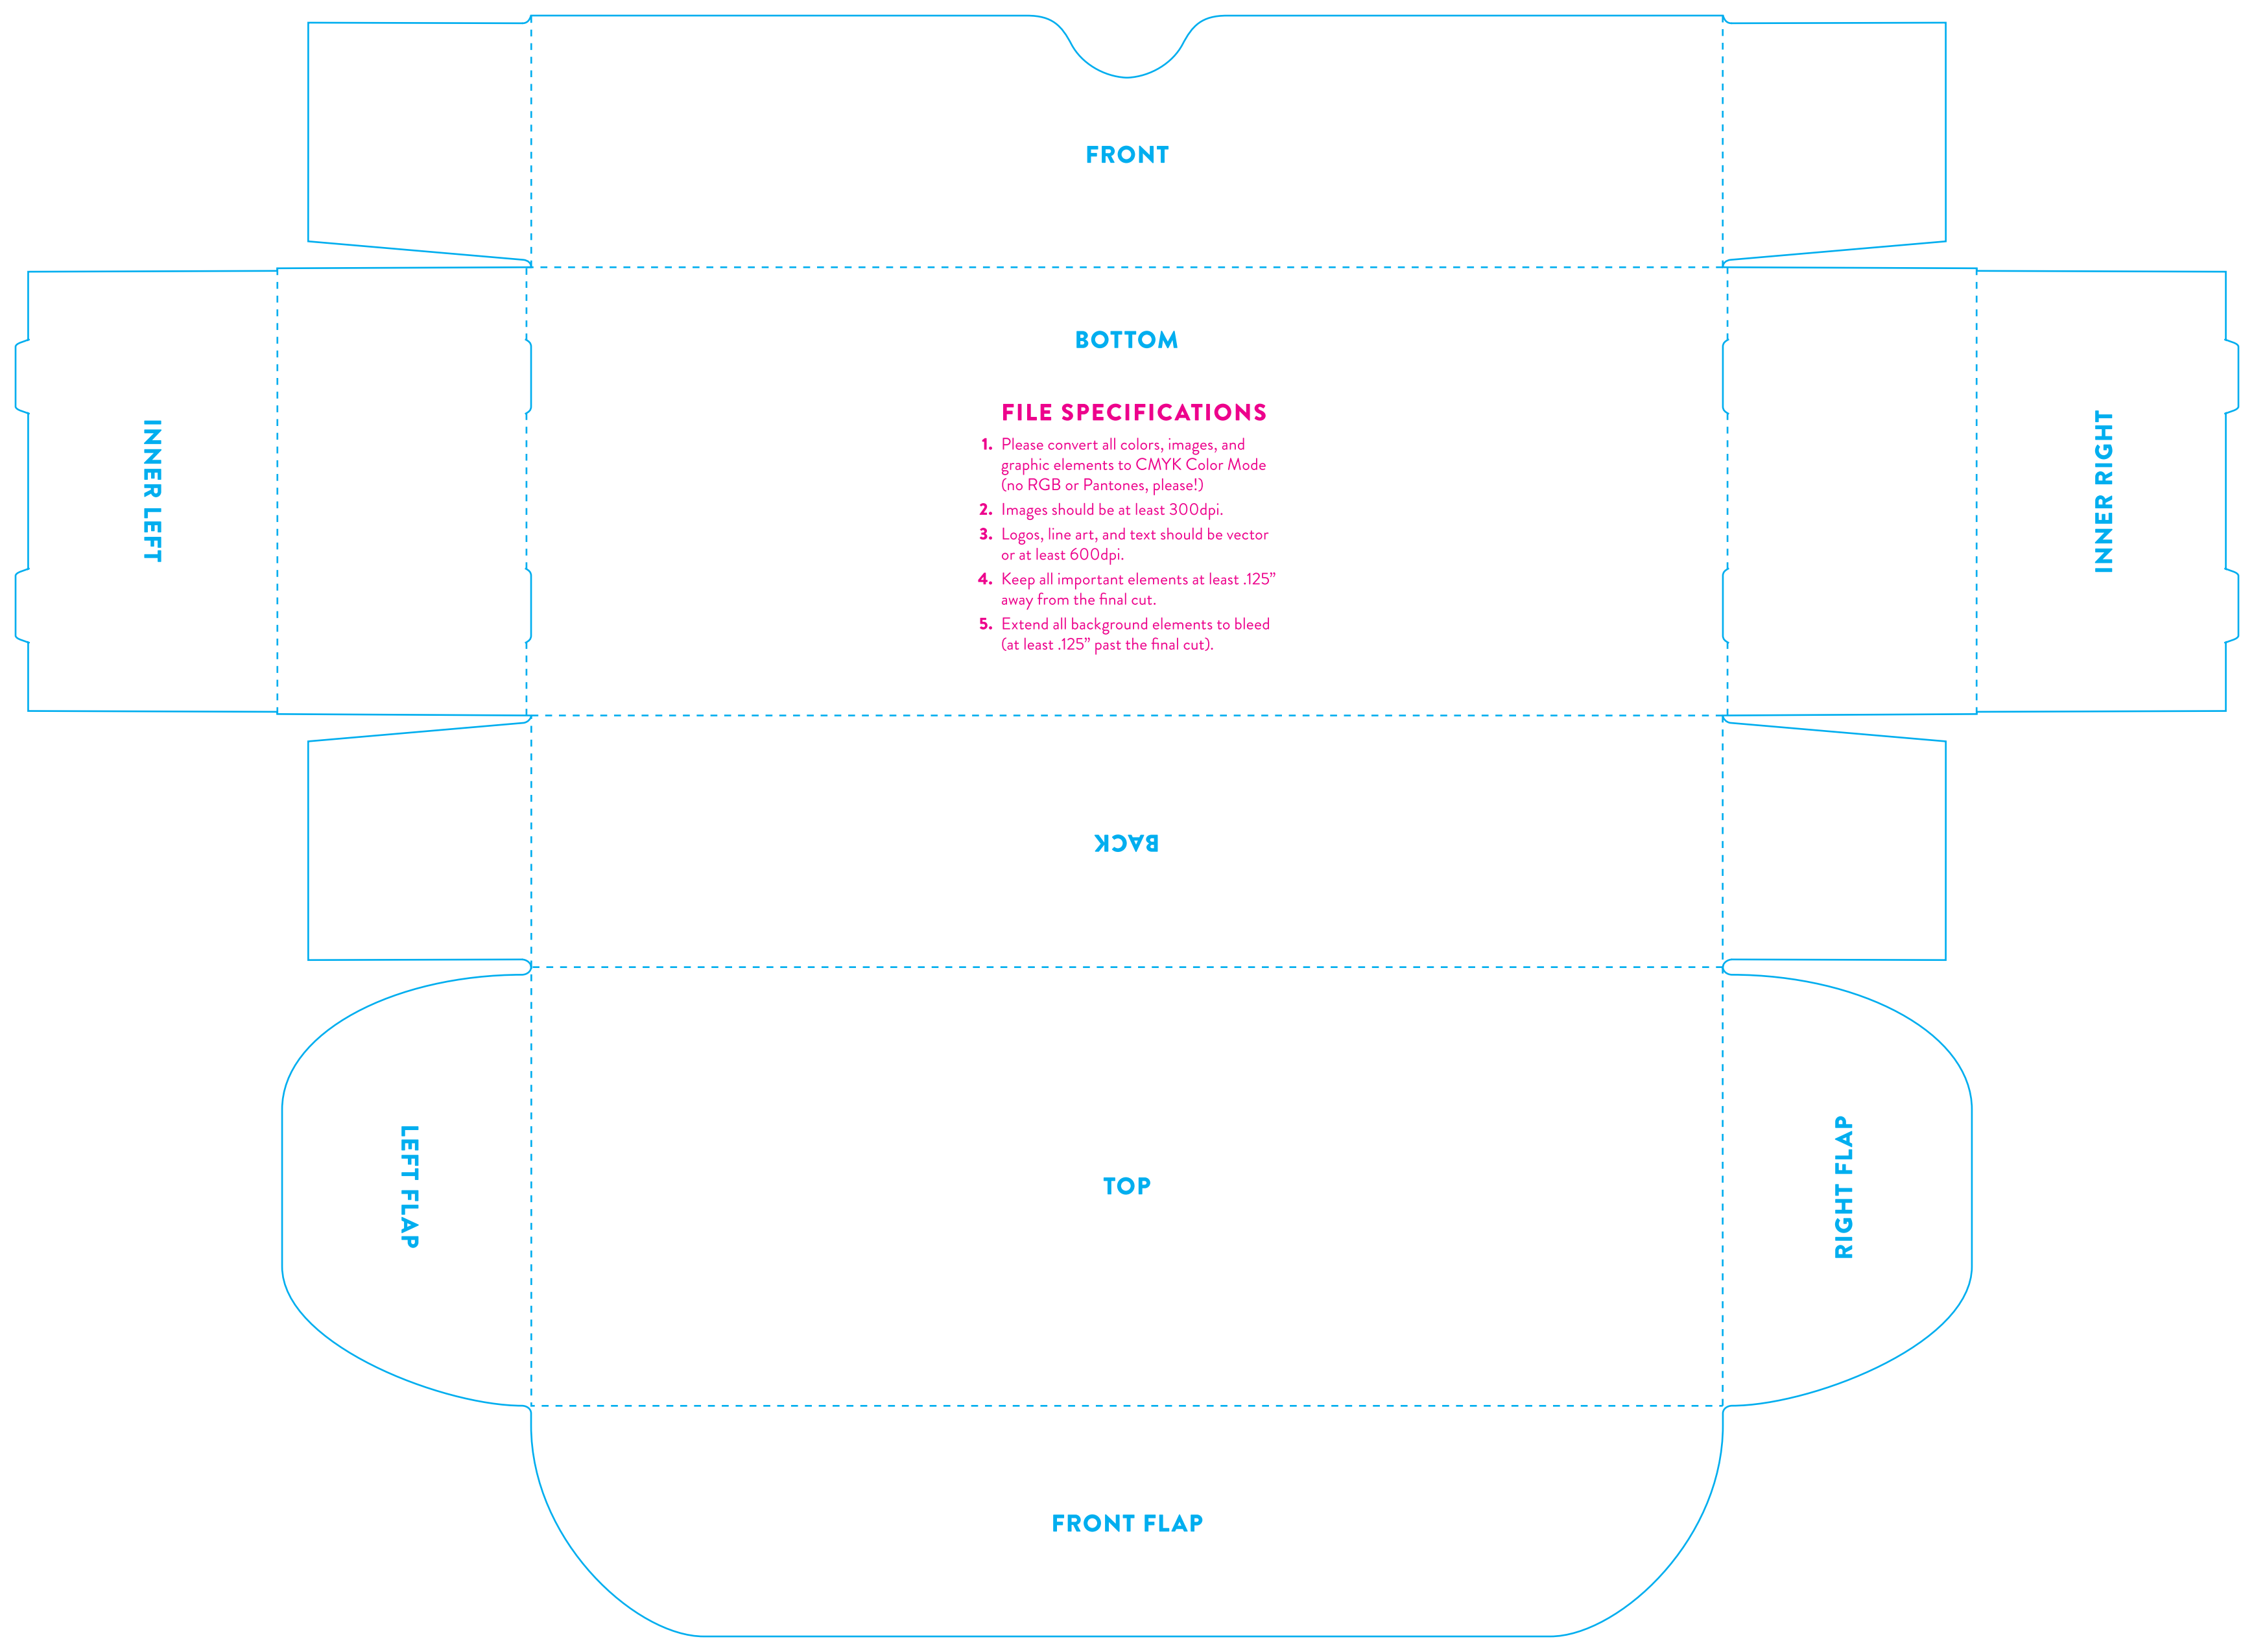 FRONT
BOTTOM
FILE SPECIFICATIONS
1. Please convert all colors, images, and
graphic elements to CMYK Color Mode
(no RGB or Pantones, please!)
2. Images should be at least 300dpi.
3. Logos, line art, and text should be vector
or at least 600dpi.
4. Keep all important elements at least .125”
away from the final cut.
5. Extend all background elements to bleed
(at least .125” past the final cut).
INNER LEFT
INNER RIGHT
BACK
LEFT FLAP
TOP
RIGHT FLAP
FRONT FLAP